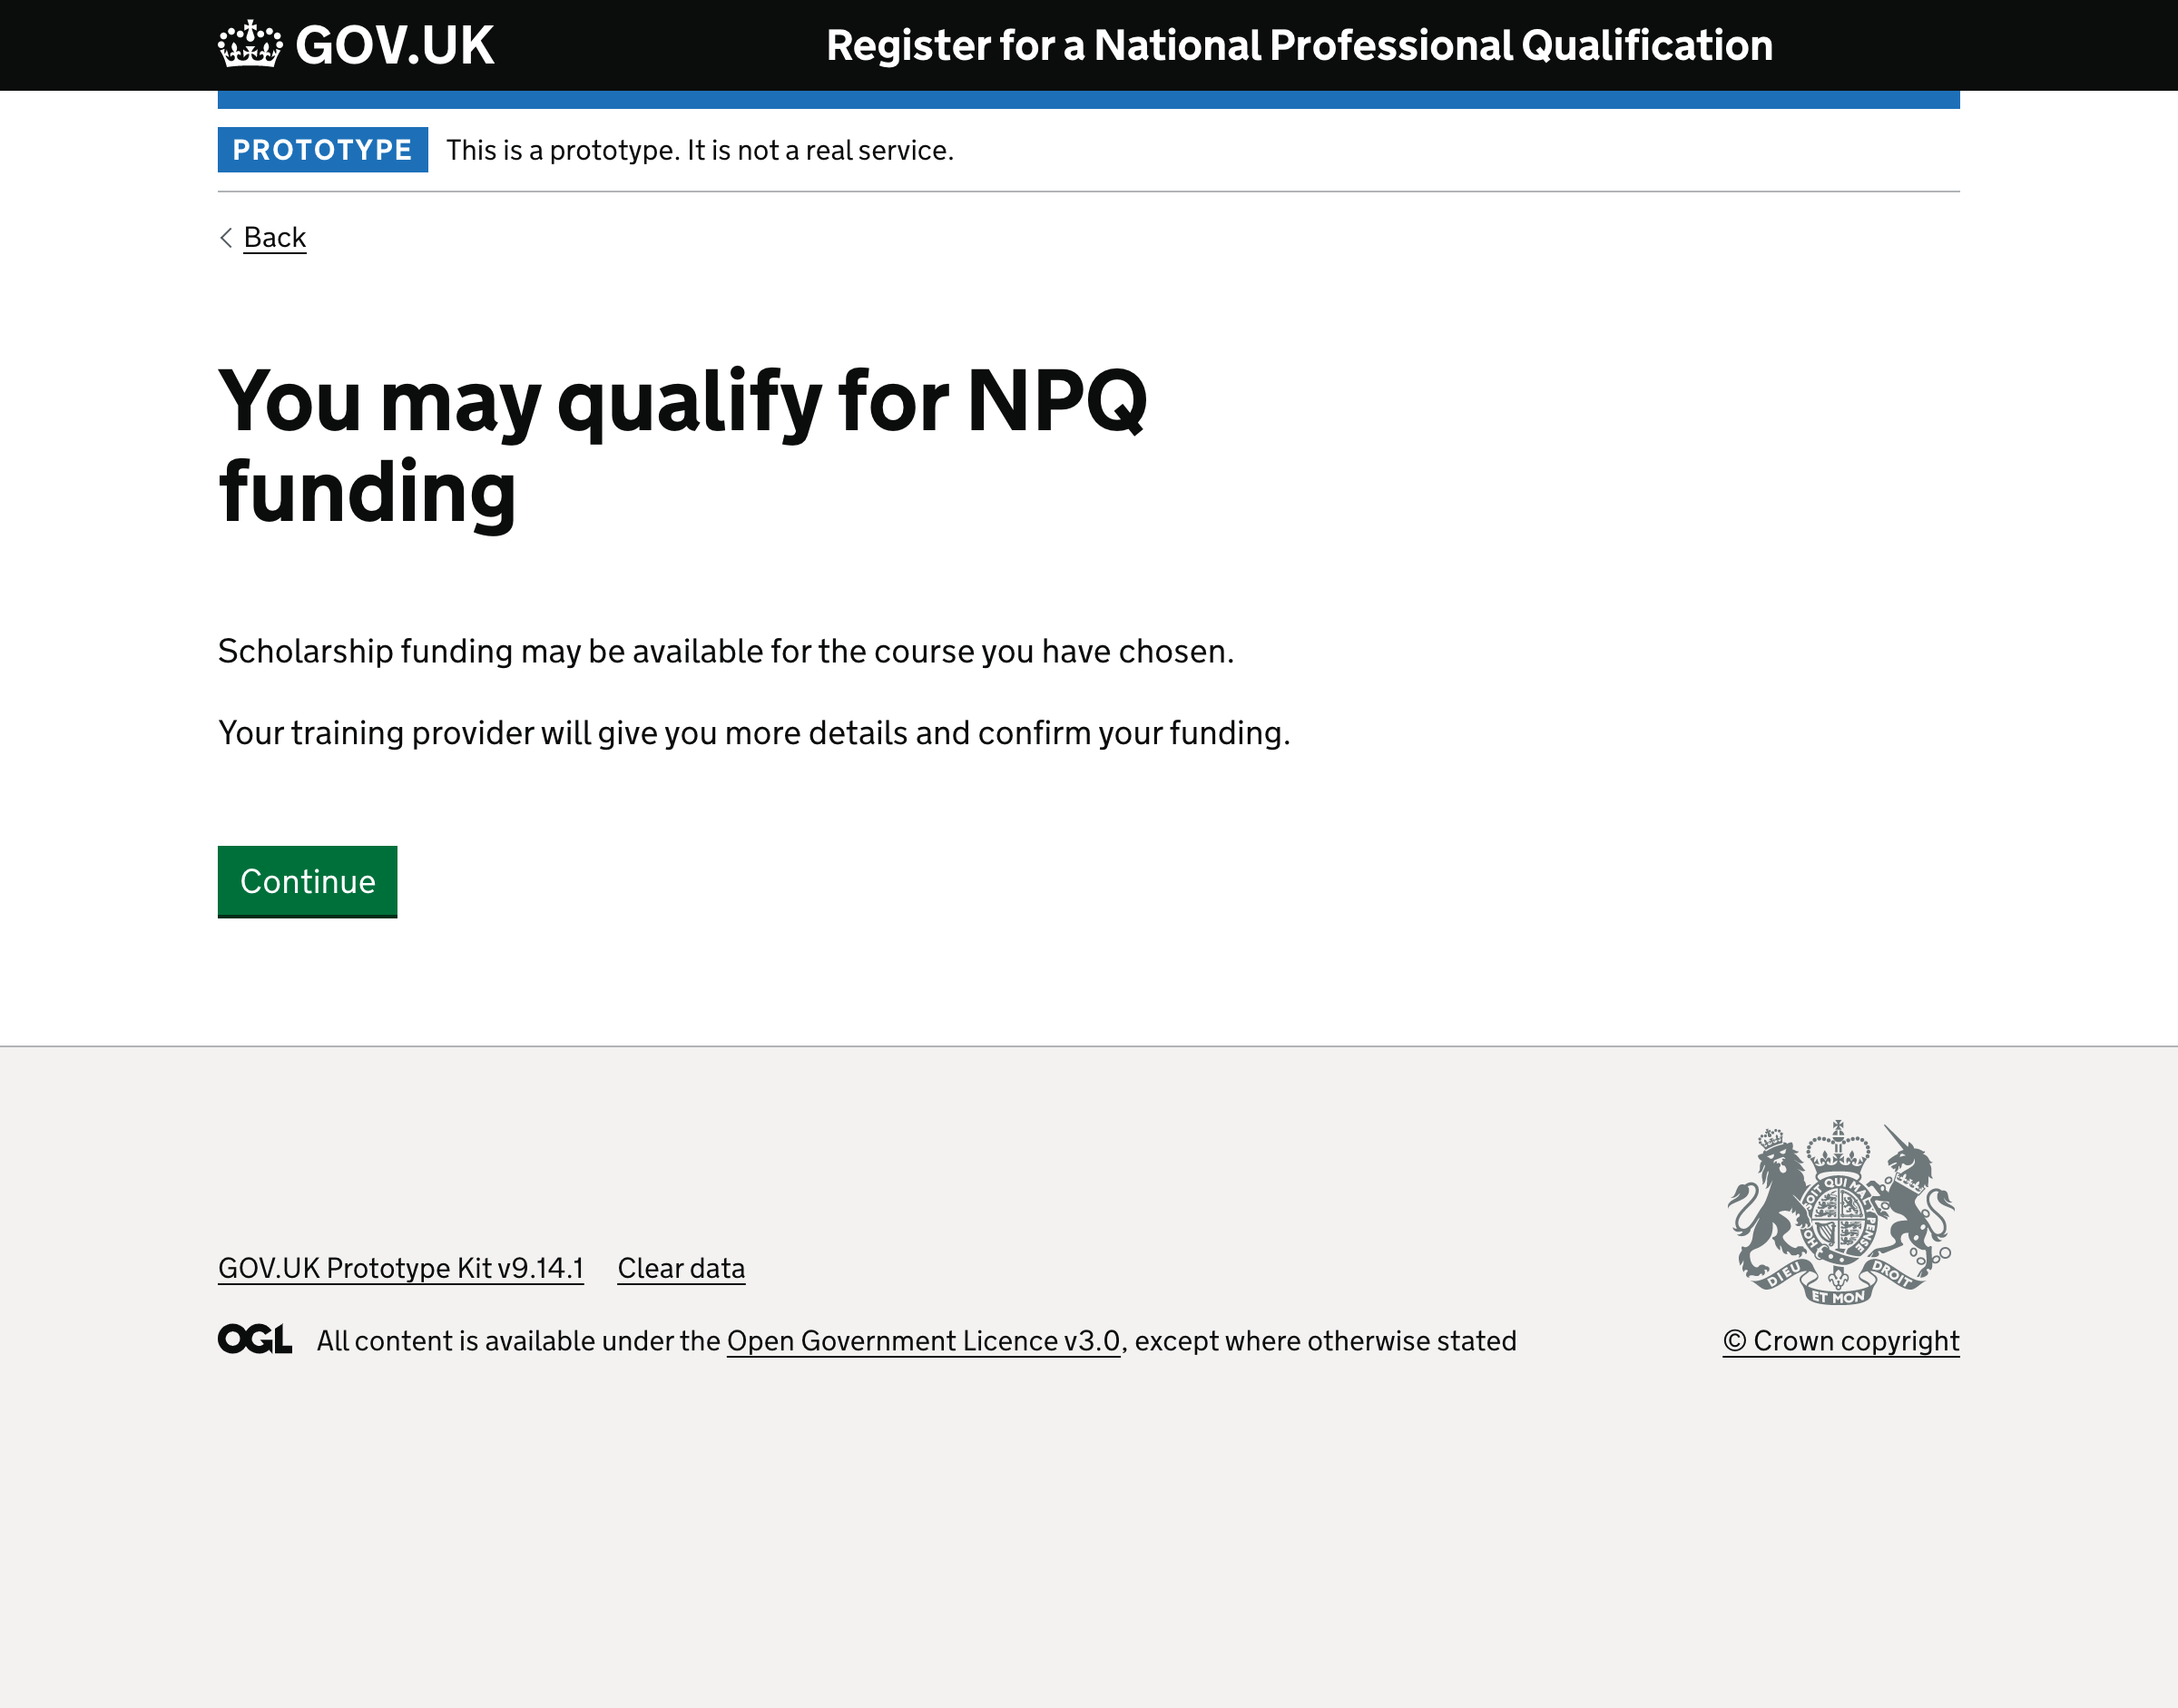 GOV.UK
Register for a National Professional Qualification
PROTOTYPE
This is a prototype. It is not a real service.
Back
You may qualify for NPQ
funding
Scholarship funding may be available for the course you have chosen.
Your training provider will give you more details and confirm your funding.
Continue
SOIT QUI MAL Y PENSE
DIEU ET MON DROIT
GOV.UK Prototype Kit v9.14.1
Clear data
OGL
All content is available under the Open Government Licence v3.0, except where otherwise stated
© Crown copyright